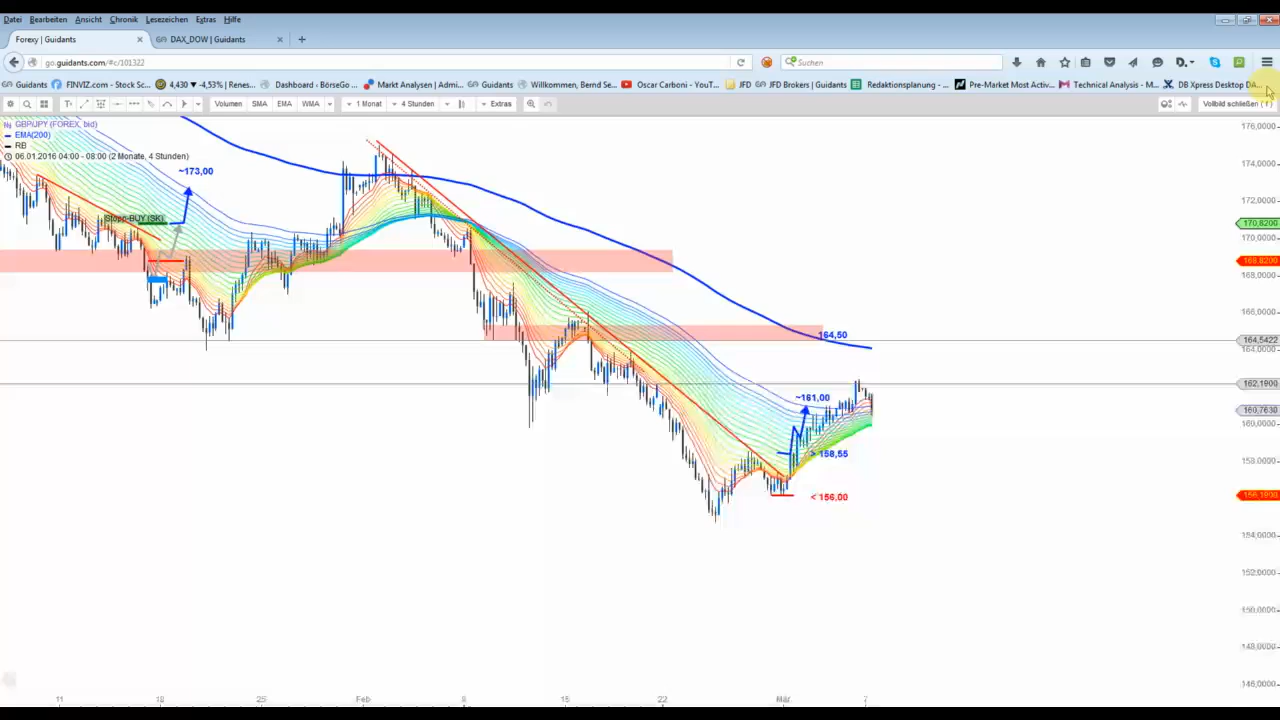 Datei Bearbeiten Ansicht Chronik Lesezeichen Extras Hilfe
Forexy | Guidants × GA DAX_DOW | Guidants × +
go.guidants.com/#c/101322 Suchen
GA Guidants FINVIZ.com - Stock Sc... 4,430 ▾ -4,53% | Renes... Dashboard ‹ BörseGo ... Markt Analysen | Admi... GA Guidants Willkommen, Bernd Se... Oscar Carboni - YouT... JFD GA JFD Brokers | Guidants Redaktionsplanung - ... Pre-Market Most Activ... Technical Analysis - M... DB Xpress Desktop DA...
Volumen SMA EMA WMA 1 Monat 4 Stunden Extras Vollbild schließen ( f )
GBP/JPY (FOREX, bid)
EMA(200)
RB
06.01.2016 04:00 - 08:00 (2 Monate, 4 Stunden)
~173,00
Stopp-BUY (SK)
164,50
~161,00
> 158,55
< 156,00
176,0000
174,0000
172,0000
170,8200
170,0000
168,8200
168,0000
166,0000
164,5422
164,0000
162,1900
160,7630
160,0000
158,0000
156,1900
154,0000
152,0000
150,0000
148,0000
146,0000
11 18 25 Feb 8 15 22 Mär 7